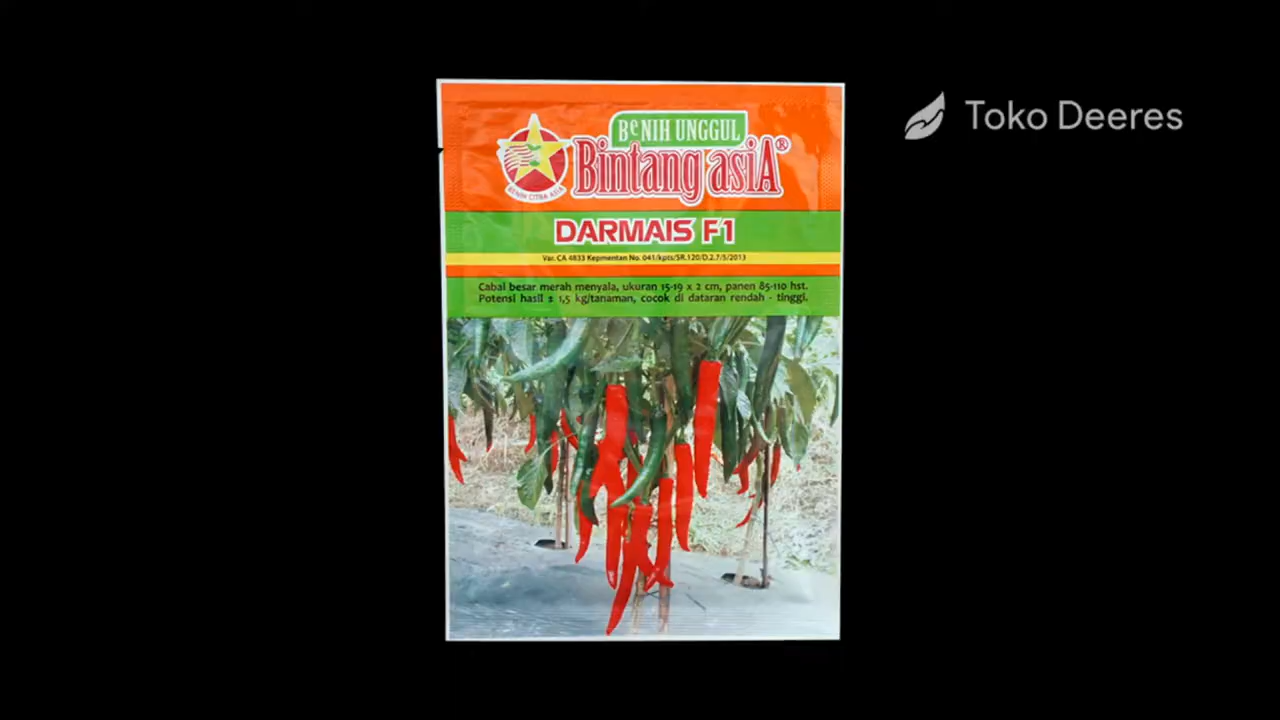 Toko Deeres
BeNIH UNGGUL
Bintang asiA®
BENIH CITRA ASIA
DARMAIS F1
Var. CA 4833 Kepmentan No. 041/kpts/SR.120/D.2.7/5/2013
Cabai besar merah menyala, ukuran 15-19 x 2 cm, panen 85-110 hst.
Potensi hasil ± 1,5 kg/tanaman, cocok di dataran rendah - tinggi.